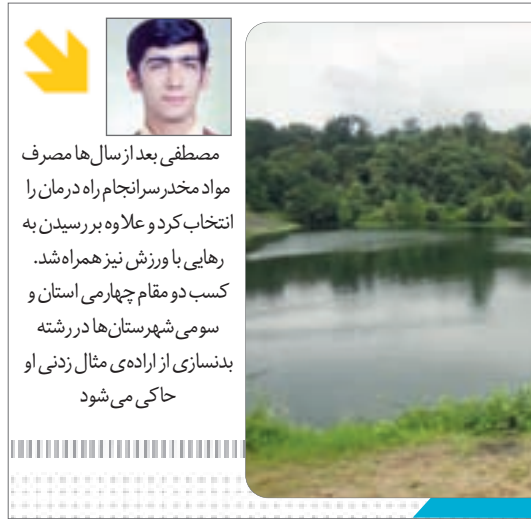 مصطفی بعد از سال‌ها مصرف
مواد مخدر سرانجام راه درمان را
انتخاب کرد و علاوه بر رسیدن به
رهایی با ورزش نیز همراه شد.
کسب دو مقام چهارمی استان و
سومی شهرستان‌ها در رشته
بدنسازی از اراده‌ی مثال زدنی او
حاکی می‌شود